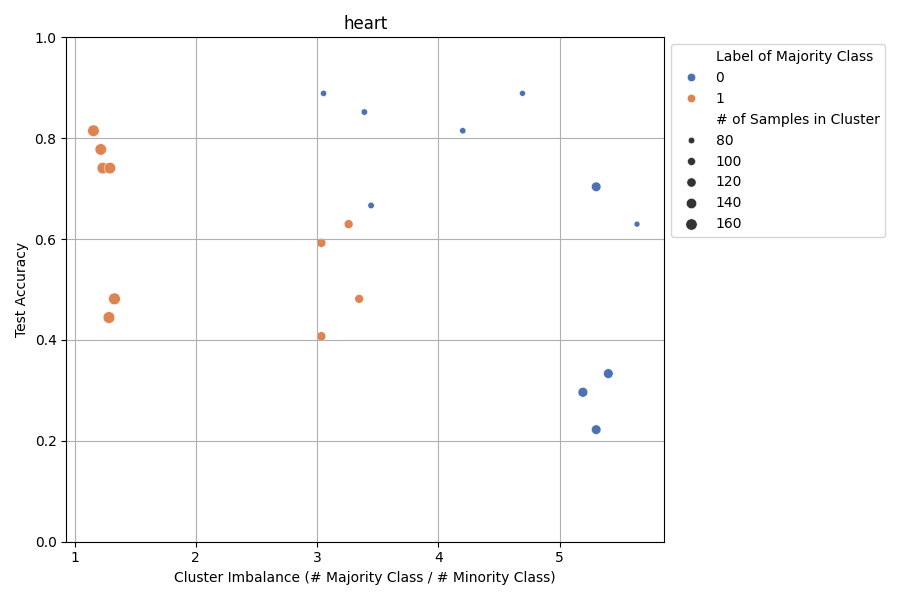 heart
1.0
0.8
0.6
0.4
0.2
0.0
Test Accuracy
1 2 3 4 5
Cluster Imbalance (# Majority Class / # Minority Class)
Label of Majority Class
0
1
# of Samples in Cluster
80
100
120
140
160